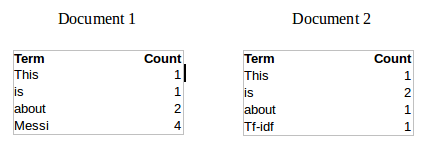 Document 1
Term Count
This 1
is 1
about 2
Messi 4
Document 2
Term Count
This 1
is 2
about 1
Tf-idf 1